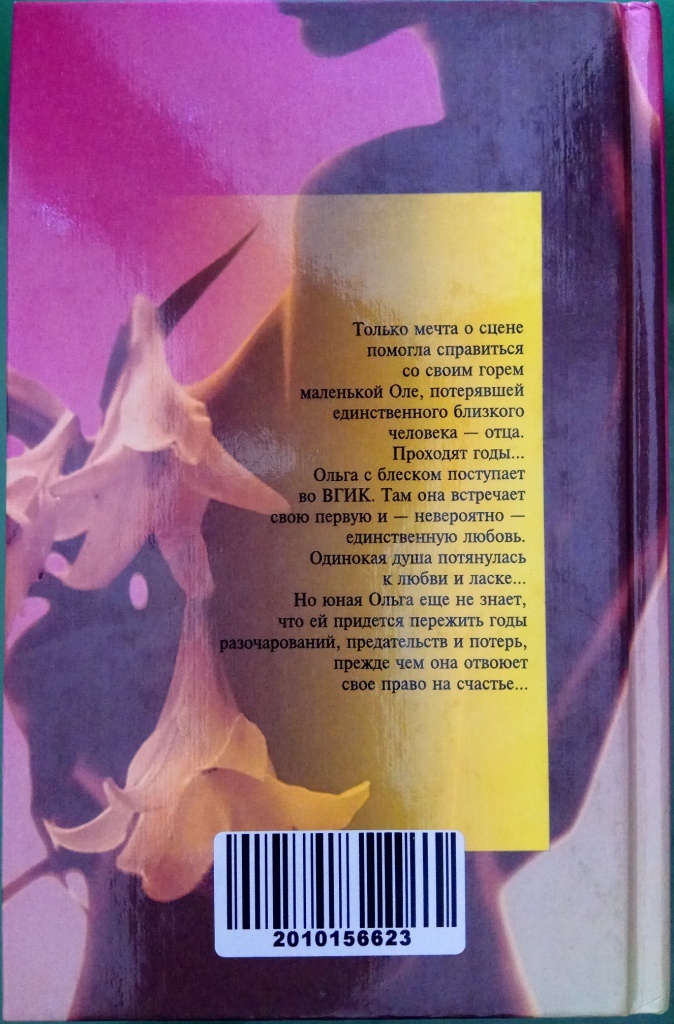 Только мечта о сцене
помогла справиться
со своим горем
маленькой Оле, потерявшей
единственного близкого
человека — отца.
Проходят годы...
Ольга с блеском поступает
во ВГИК. Там она встречает
свою первую и — невероятно —
единственную любовь.
Одинокая душа потянулась
к любви и ласке...
Но юная Ольга еще не знает,
что ей придется пережить годы
разочарований, предательств и потерь,
прежде чем она отвоюет
свое право на счастье...
2010156623